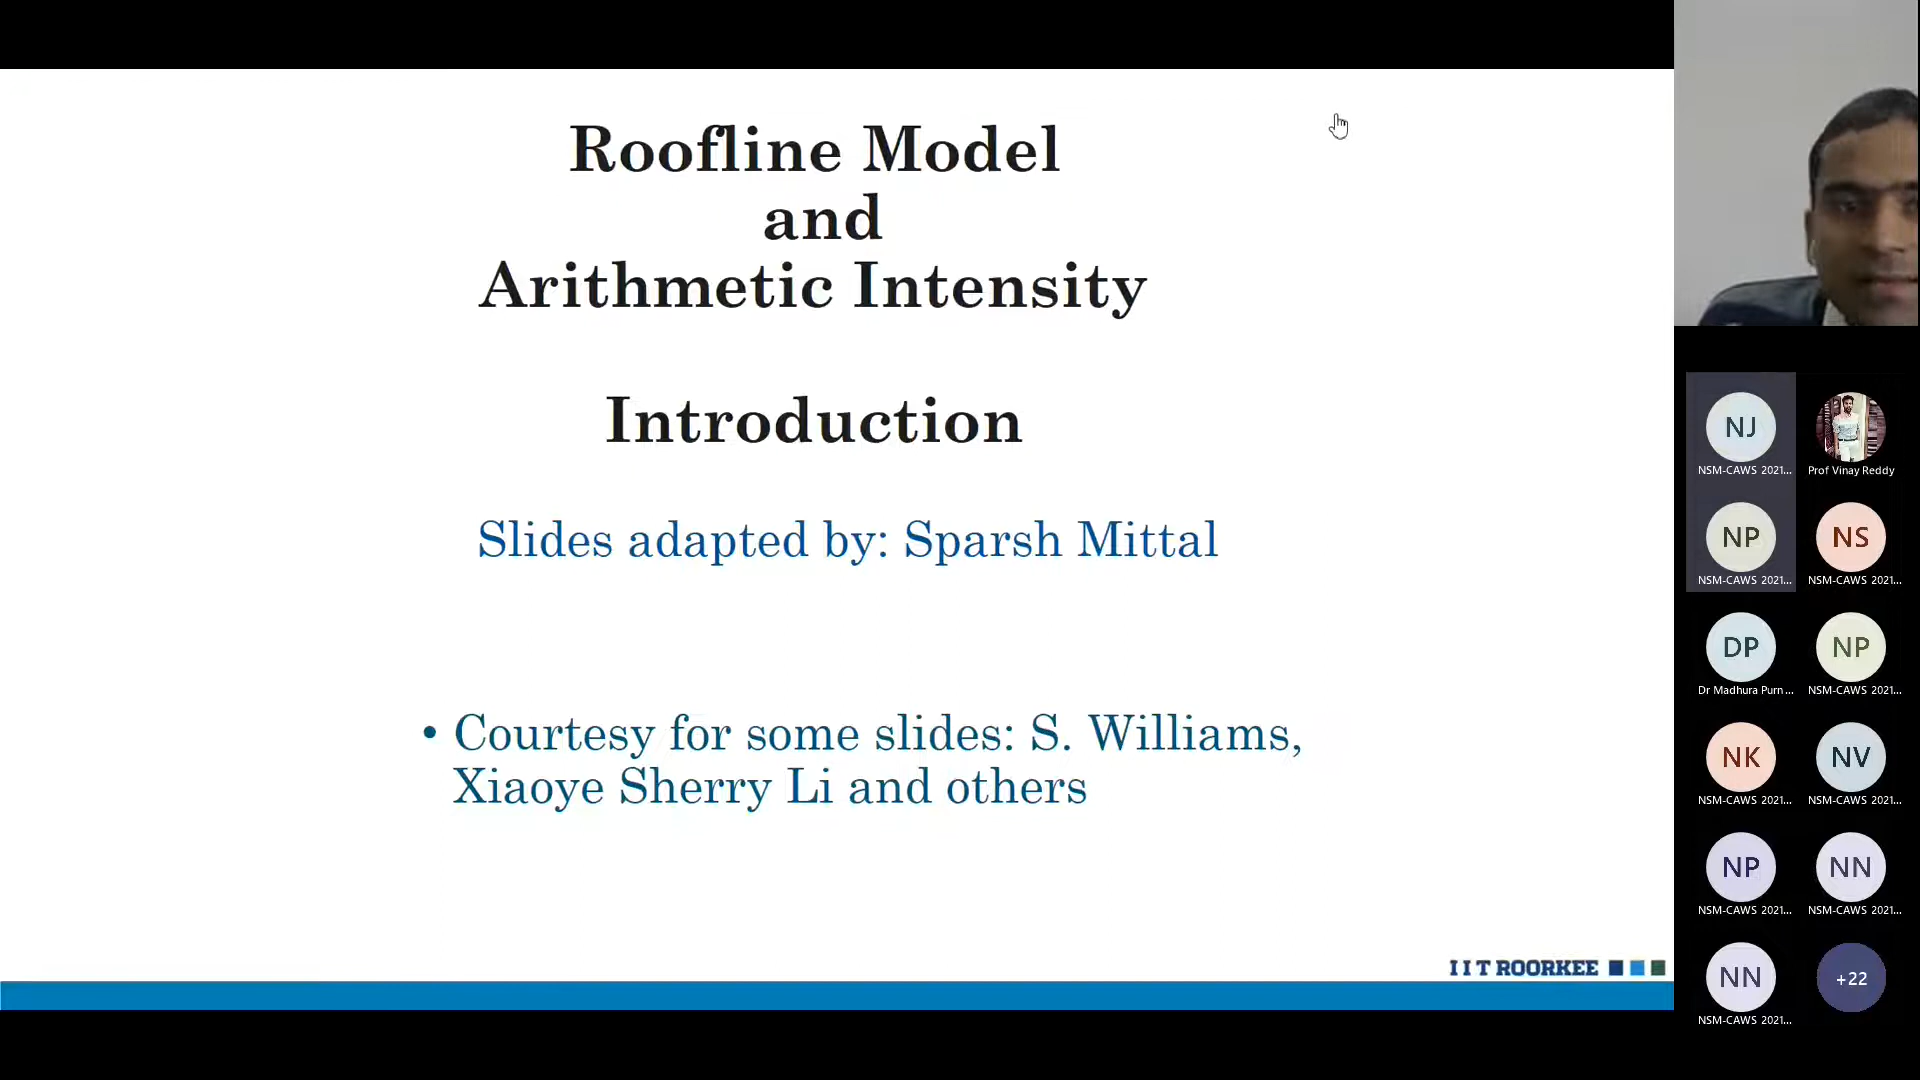 Roofline Model
and
Arithmetic Intensity
Introduction
Slides adapted by: Sparsh Mittal
• Courtesy for some slides: S. Williams,
Xiaoye Sherry Li and others
IIT ROORKEE
NJ
NSM-CAWS 2021...
Prof Vinay Reddy
NP
NSM-CAWS 2021...
NS
NSM-CAWS 2021...
DP
Dr Madhura Purn...
NP
NSM-CAWS 2021...
NK
NSM-CAWS 2021...
NV
NSM-CAWS 2021...
NP
NSM-CAWS 2021...
NN
NSM-CAWS 2021...
NN
NSM-CAWS 2021...
+22